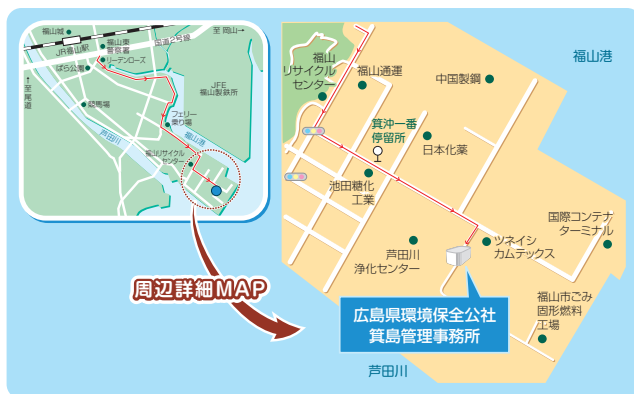 福山城
至 岡山→
国道2号線
福山東
警察署
JR福山駅
リーデンローズ
ばら公園
←至 尾道
JFE
福山製鉄所
競馬場
フェリー
乗り場
芦田川
福山港
福山リサイクル
センター
福山
リサイクル
センター
福山通運
中国製鋼
福山港
箕沖一番
停留所
日本化薬
池田糖化
工業
国際コンテナ
ターミナル
ツネイシ
カムテックス
芦田川
浄化センター
福山市ごみ
固形燃料
工場
周辺詳細MAP
広島県環境保全公社
箕島管理事務所
芦田川